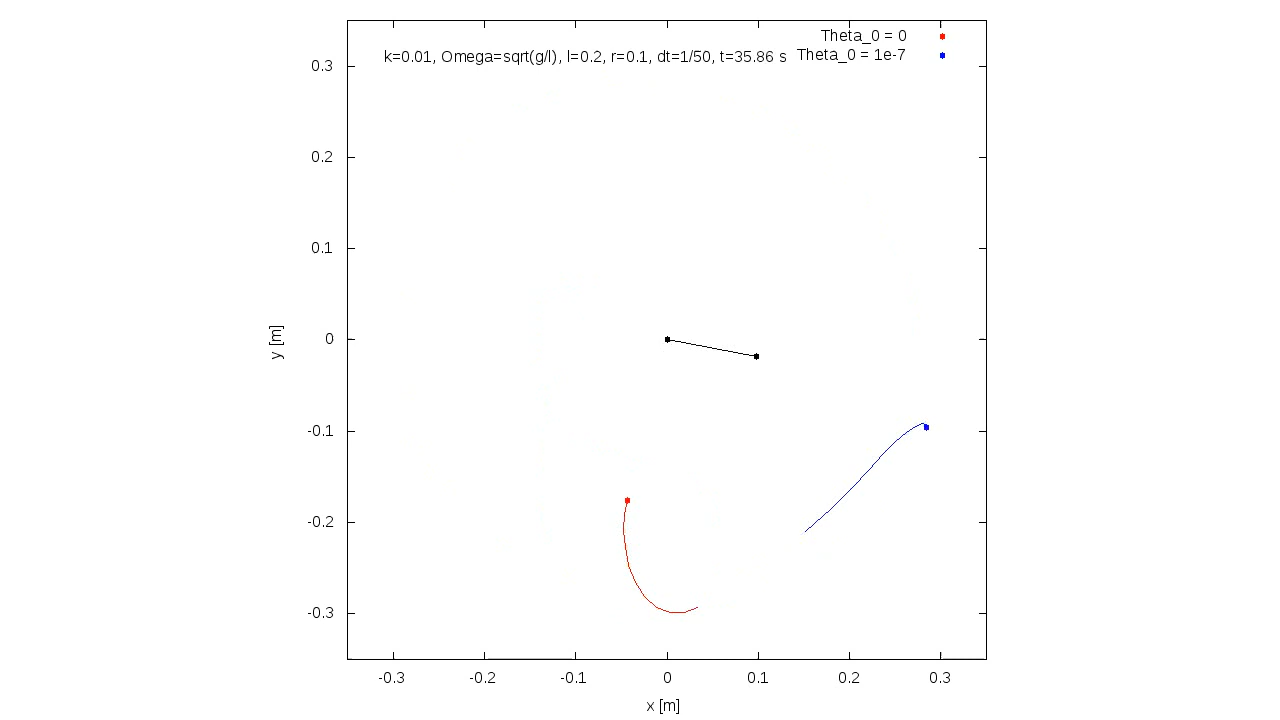 Theta_0 = 0
k=0.01, Omega=sqrt(g/l), l=0.2, r=0.1, dt=1/50, t=35.86 s
Theta_0 = 1e-7
0.3
0.2
0.1
0
-0.1
-0.2
-0.3
y [m]
-0.3
-0.2
-0.1
0
0.1
0.2
0.3
x [m]